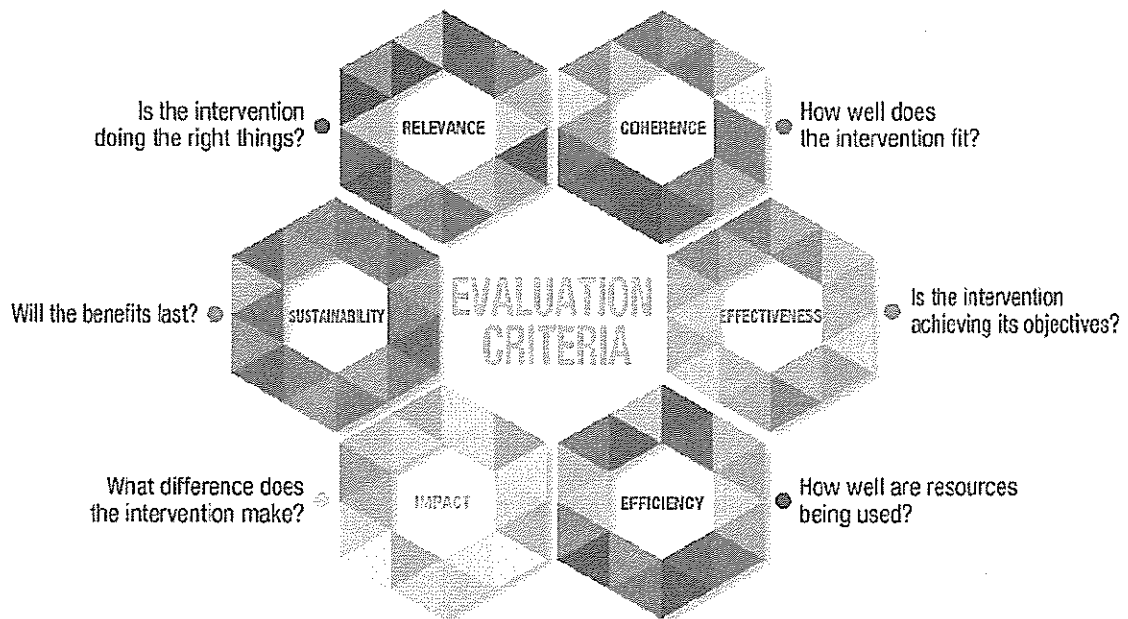 Is the intervention
doing the right things?
RELEVANCE
COHERENCE
How well does
the intervention fit?
Will the benefits last?
SUSTAINABILITY
EVALUATION
CRITERIA
EFFECTIVENESS
Is the intervention
achieving its objectives?
What difference does
the intervention make?
IMPACT
EFFICIENCY
How well are resources
being used?